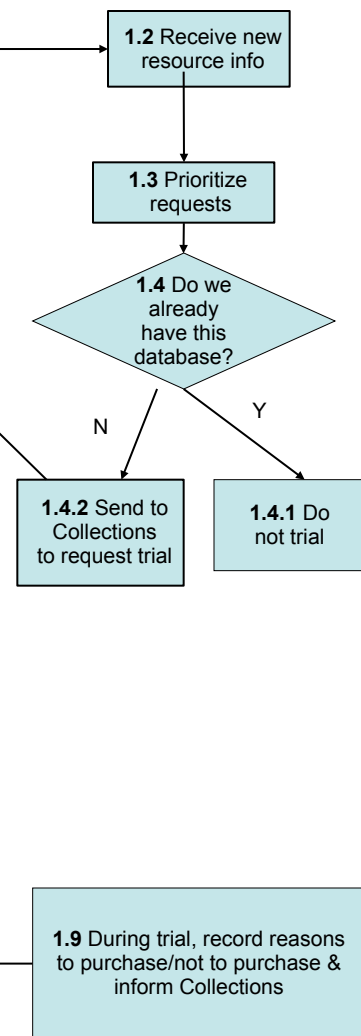 1.2 Receive new
resource info
1.3 Prioritize
requests
1.4 Do we
already
have this
database?
N
Y
1.4.2 Send to
Collections
to request trial
1.4.1 Do
not trial
1.9 During trial, record reasons
to purchase/not to purchase &
inform Collections